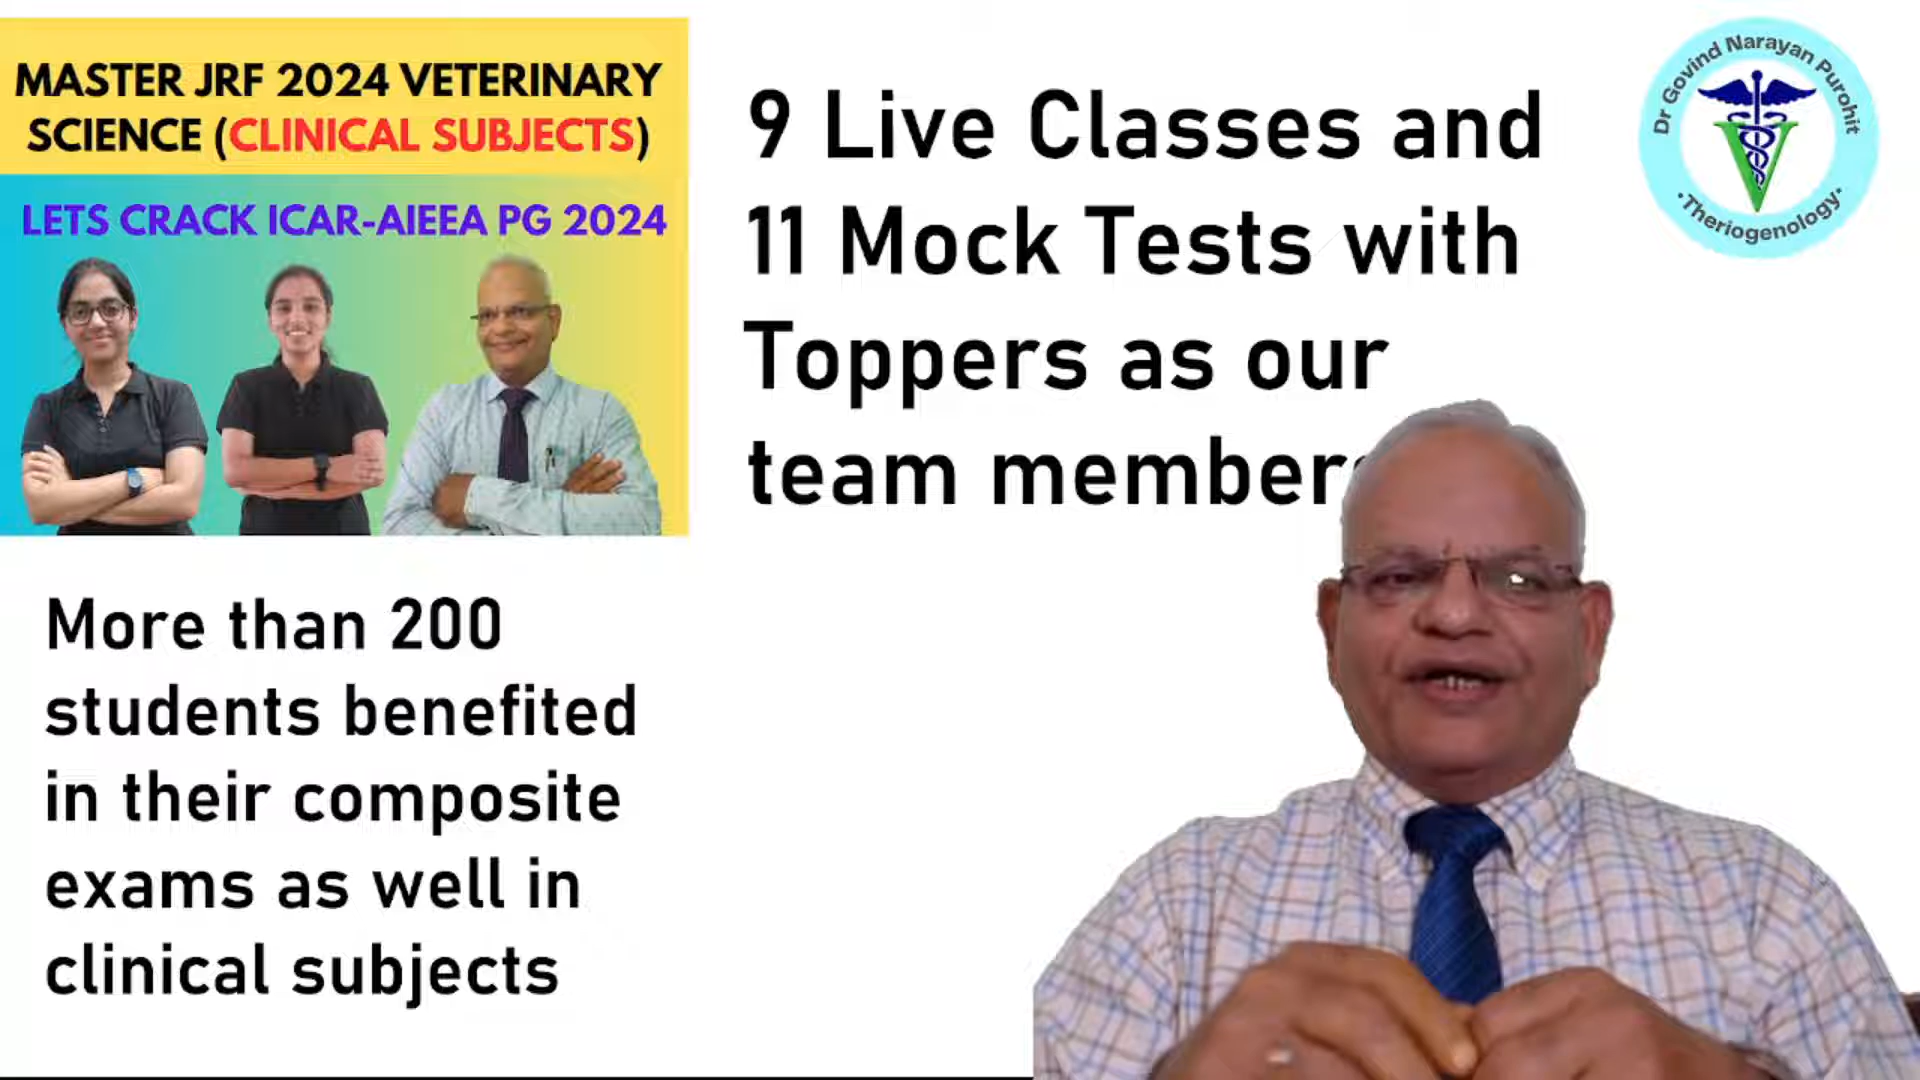 MASTER JRF 2024 VETERINARY
SCIENCE (CLINICAL SUBJECTS)
LETS CRACK ICAR-AIEEA PG 2024
9 Live Classes and
11 Mock Tests with
Toppers as our
team members
More than 200
students benefited
in their composite
exams as well in
clinical subjects
Dr Govind Narayan Purohit
•Theriogenology•